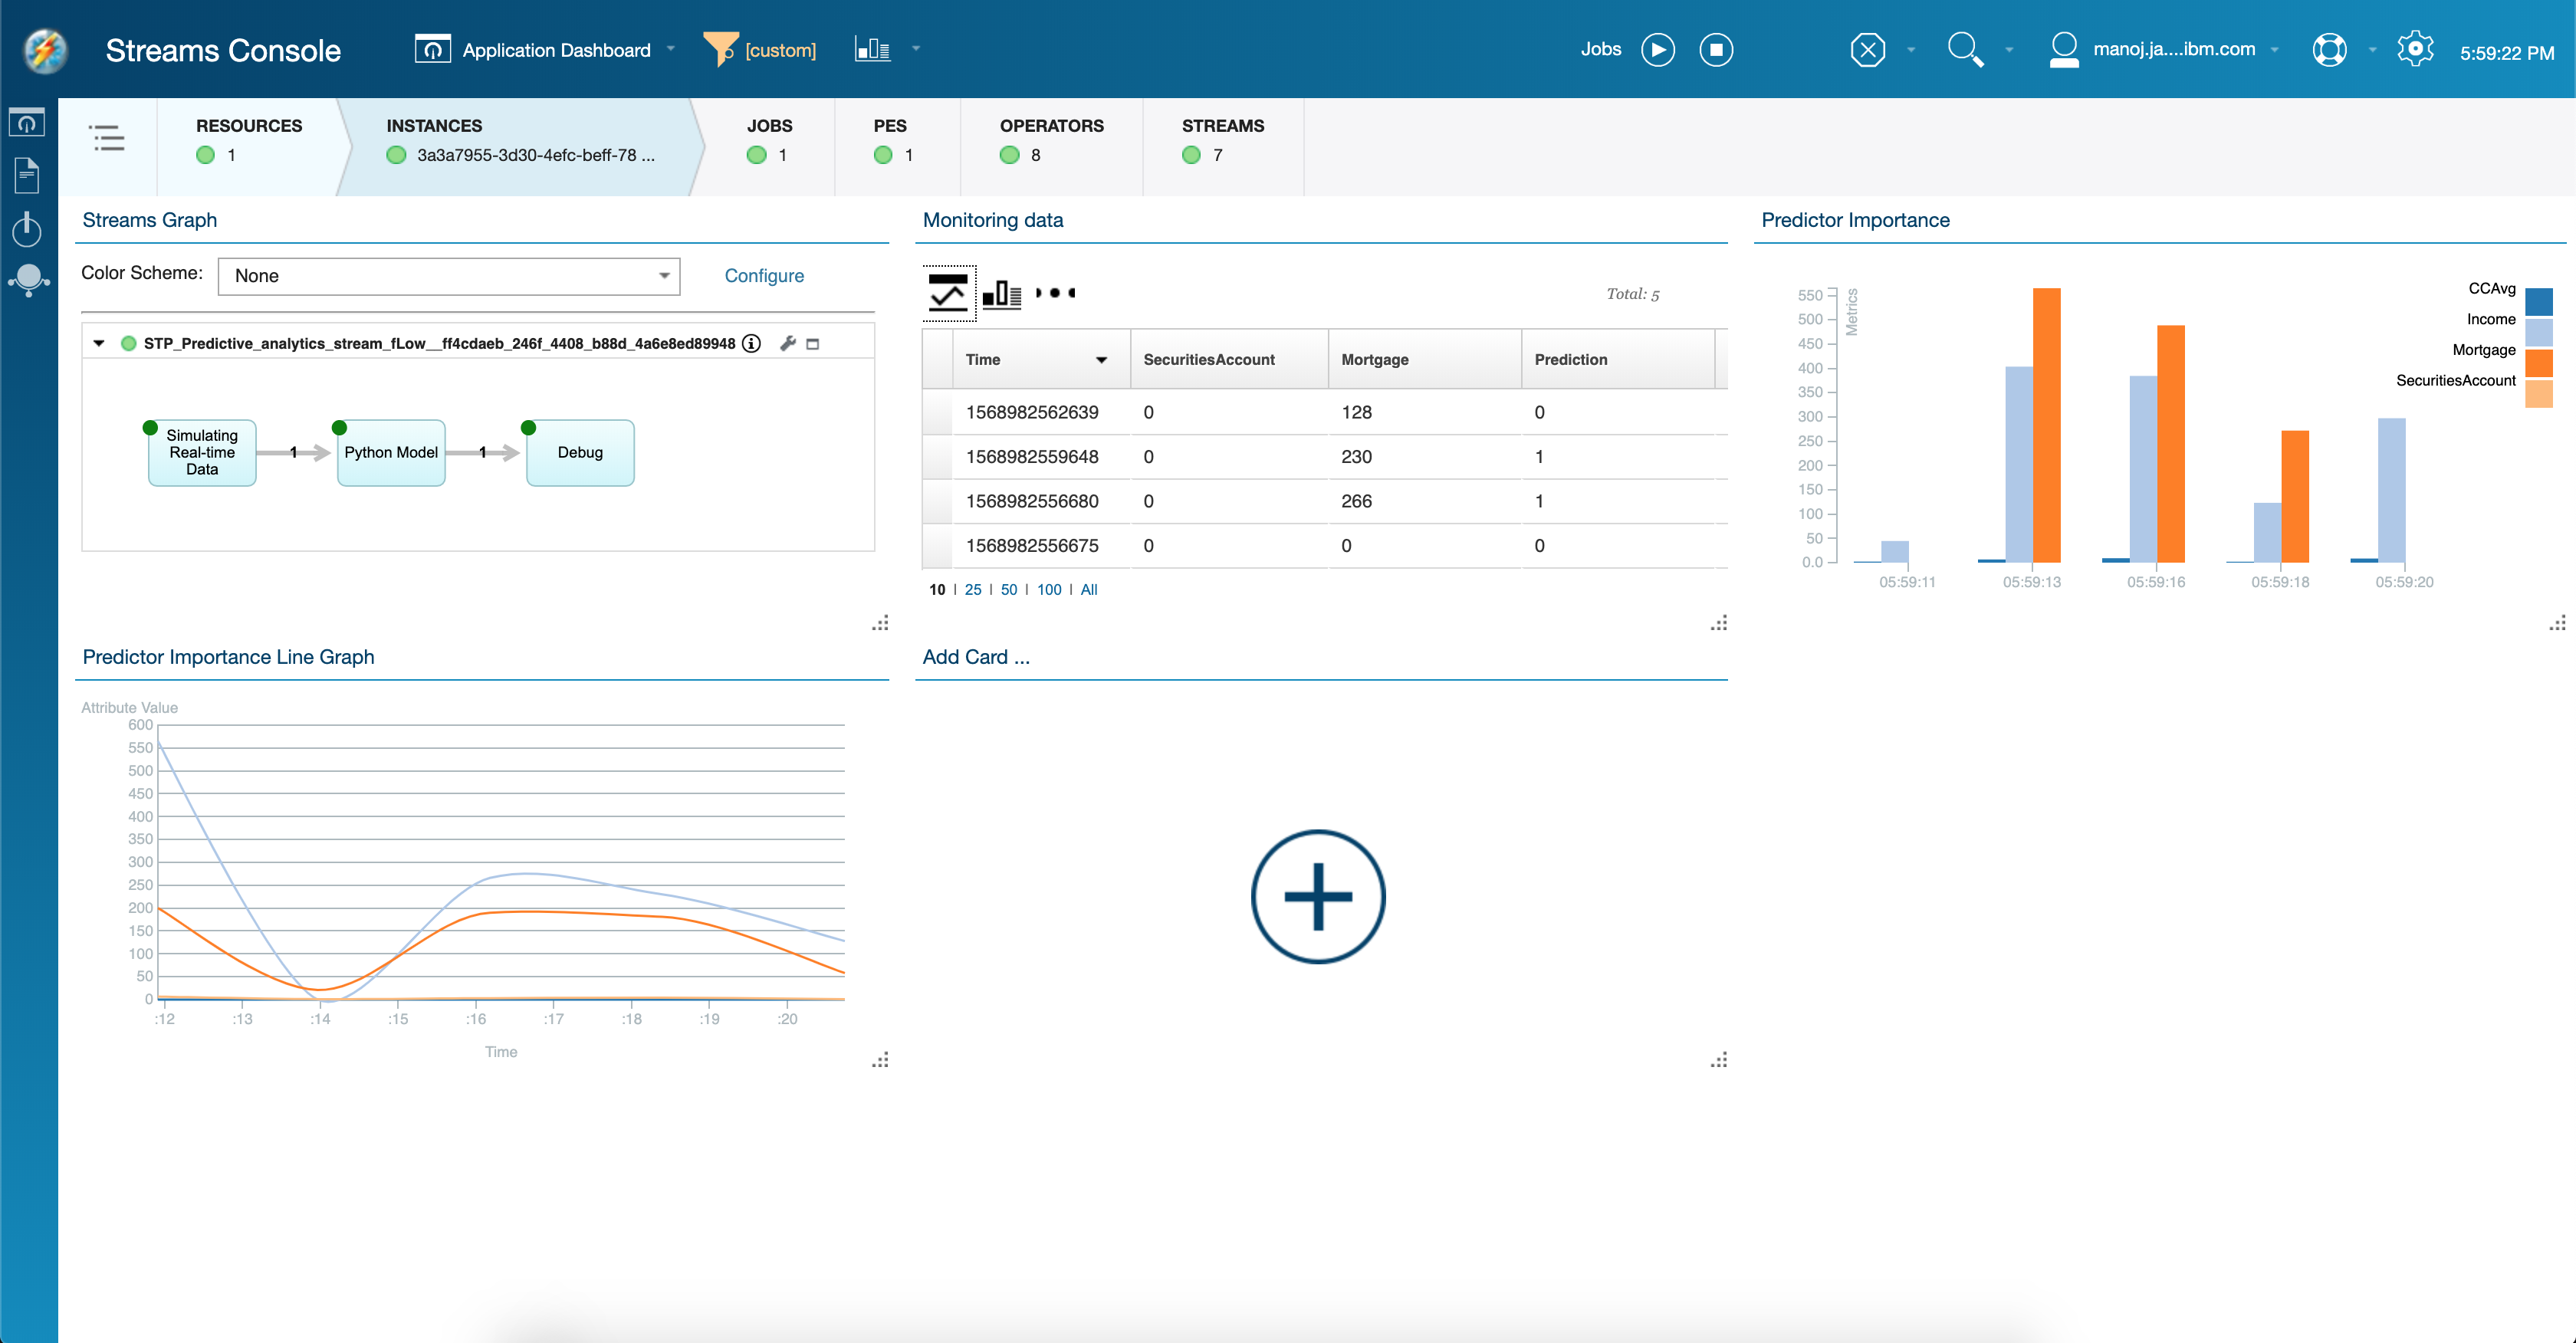 Streams Console
Application Dashboard
[custom]
Jobs
manoj.ja....ibm.com
5:59:22 PM
RESOURCES
1
INSTANCES
3a3a7955-3d30-4efc-beff-78 ...
JOBS
1
PES
1
OPERATORS
8
STREAMS
7
Streams Graph
Color Scheme:
None
Configure
STP_Predictive_analytics_stream_fLow__ff4cdaeb_246f_4408_b88d_4a6e8ed89948
Simulating
Real-time
Data
1
Python Model
1
Debug
Monitoring data
Total: 5
Time SecuritiesAccount Mortgage Prediction
1568982562639 0 128 0
1568982559648 0 230 1
1568982556680 0 266 1
1568982556675 0 0 0
10 | 25 | 50 | 100 | All
Predictor Importance
Metrics
550
500
450
400
350
300
250
200
150
100
50
0.0
05:59:11 05:59:13 05:59:16 05:59:18 05:59:20
CCAvg
Income
Mortgage
SecuritiesAccount
Predictor Importance Line Graph
Attribute Value
600
550
500
450
400
350
300
250
200
150
100
50
0
:12 :13 :14 :15 :16 :17 :18 :19 :20
Time
Add Card ...